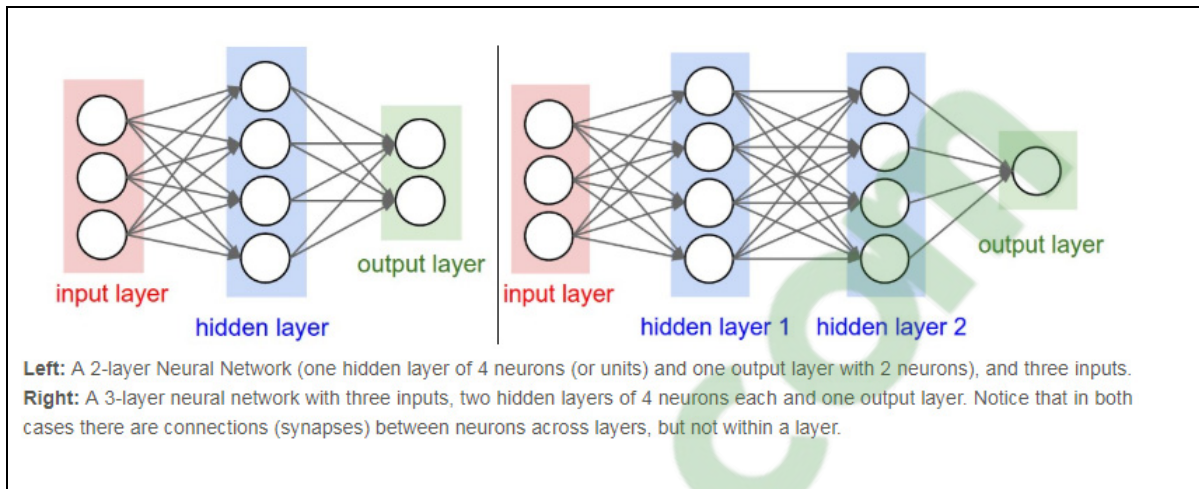 input layer
hidden layer
output layer
input layer
hidden layer 1
hidden layer 2
output layer
Left: A 2-layer Neural Network (one hidden layer of 4 neurons (or units) and one output layer with 2 neurons), and three inputs.
Right: A 3-layer neural network with three inputs, two hidden layers of 4 neurons each and one output layer. Notice that in both
cases there are connections (synapses) between neurons across layers, but not within a layer.
com